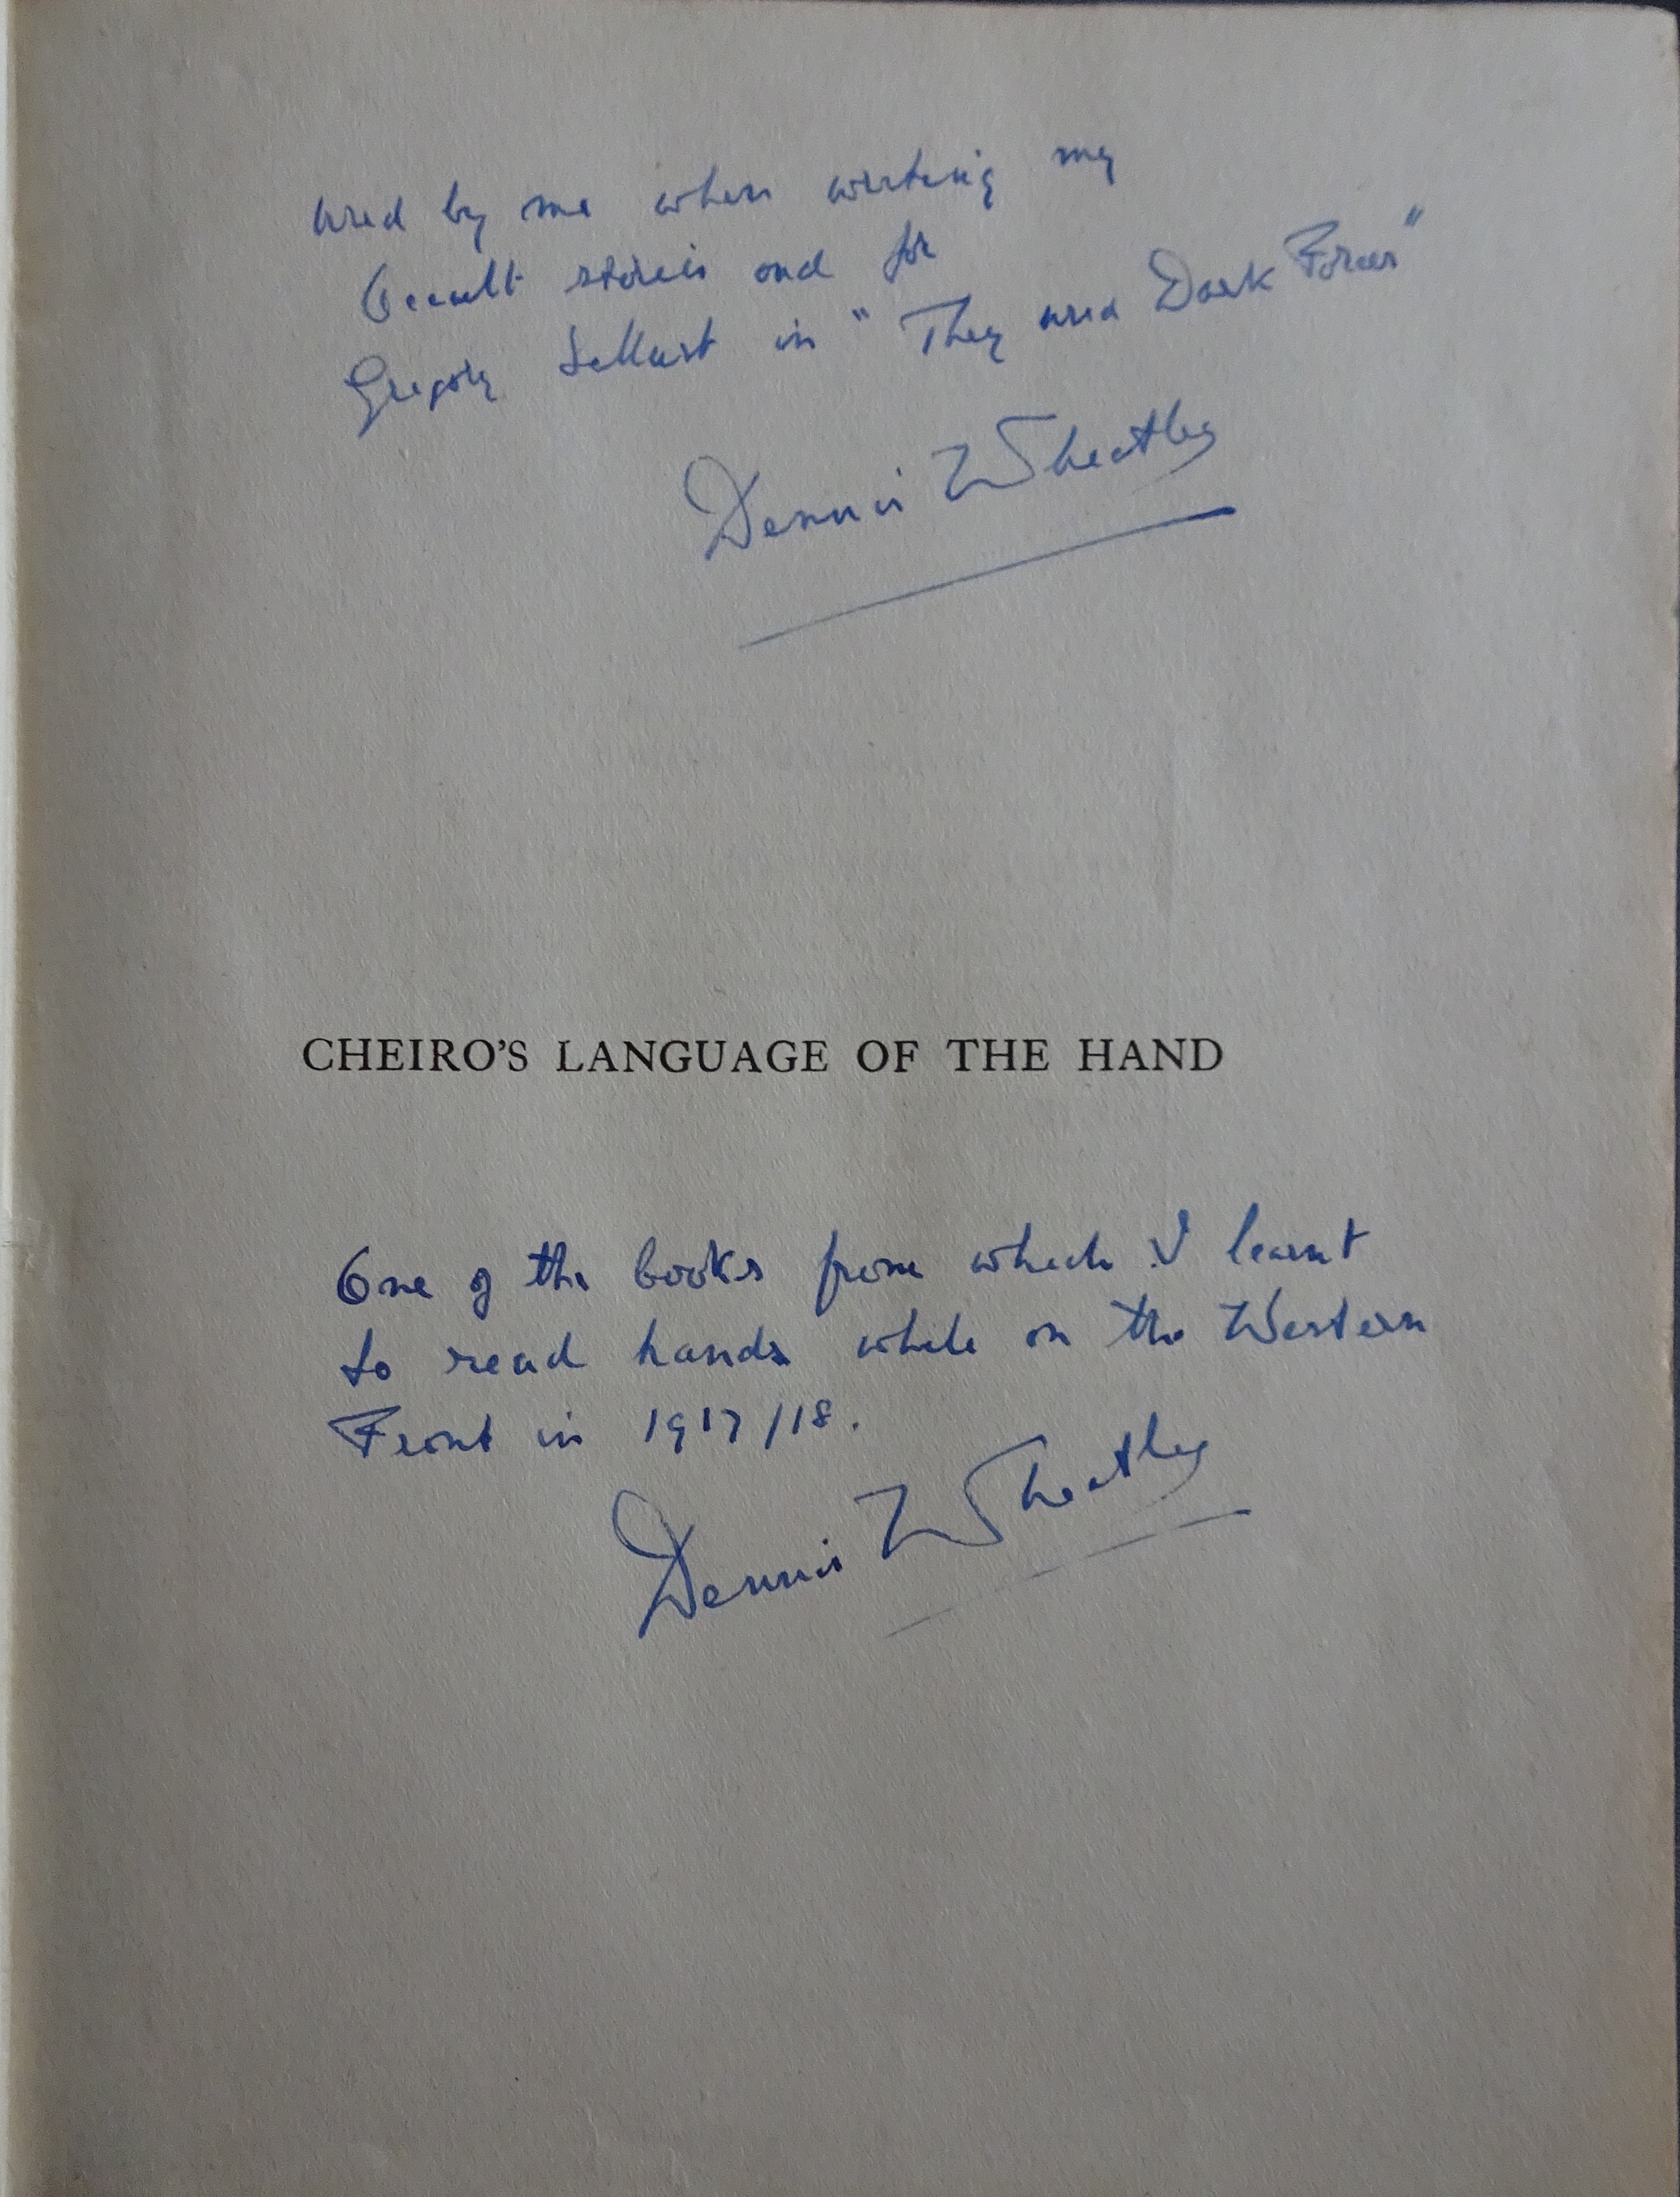 used by me when writing my
Occult stories and for
Gregory Sallust in "They used Dark Forces"
Dennis Wheatley
CHEIRO'S LANGUAGE OF THE HAND
One of the books from which I learnt
to read hands while on the Western
Front in 1917/18.
Dennis Wheatley